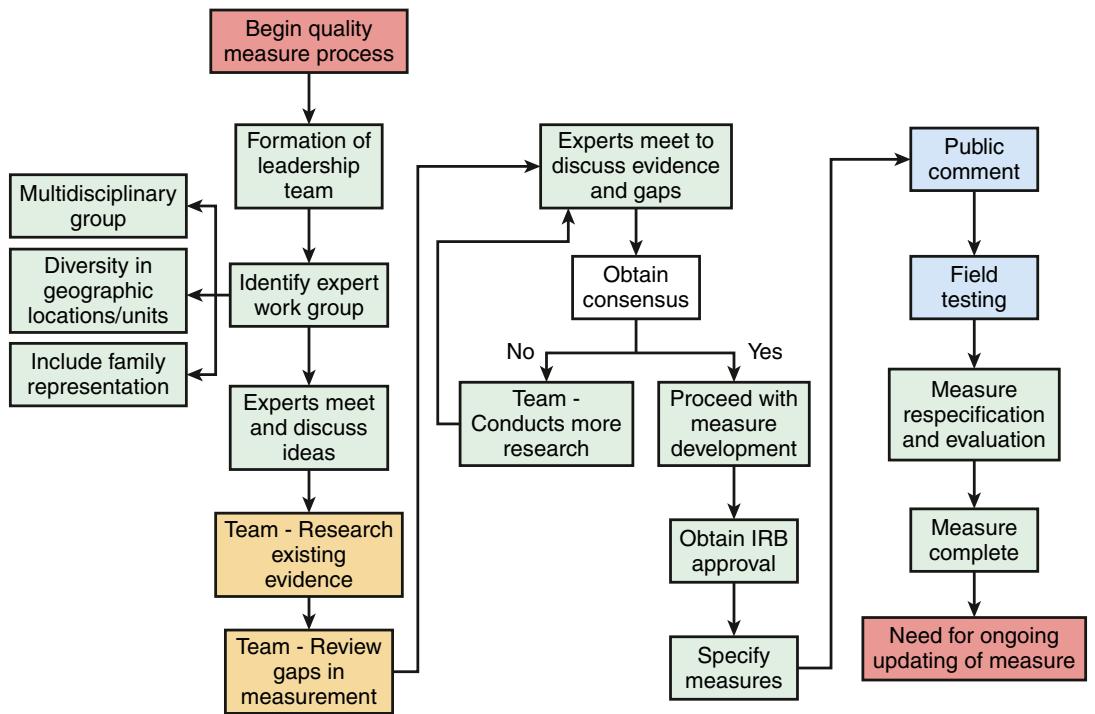 Begin quality
measure process
Formation of
leadership
team
Multidisciplinary
group
Diversity in
geographic
locations/units
Include family
representation
Identify expert
work group
Experts meet
and discuss
ideas
Team - Research
existing
evidence
Team - Review
gaps in
measurement
Experts meet to
discuss evidence
and gaps
Obtain
consensus
No
Yes
Team -
Conducts more
research
Proceed with
measure
development
Obtain IRB
approval
Specify
measures
Public
comment
Field
testing
Measure
respecification
and evaluation
Measure
complete
Need for ongoing
updating of measure